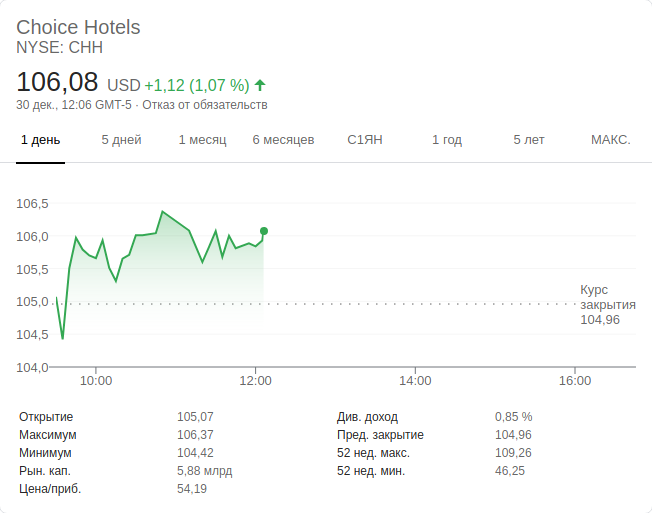 Choice Hotels
NYSE: CHH
106,08 USD +1,12 (1,07 %)
30 дек., 12:06 GMT-5 · Отказ от обязательств
1 день 5 дней 1 месяц 6 месяцев С1ЯН 1 год 5 лет МАКС.
106,5
106,0
105,5
105,0
104,5
104,0
Курс
закрытия
104,96
10:00 12:00 14:00 16:00
Открытие 105,07
Максимум 106,37
Минимум 104,42
Рын. кап. 5,88 млрд
Цена/приб. 54,19
Див. доход 0,85 %
Пред. закрытие 104,96
52 нед. макс. 109,26
52 нед. мин. 46,25